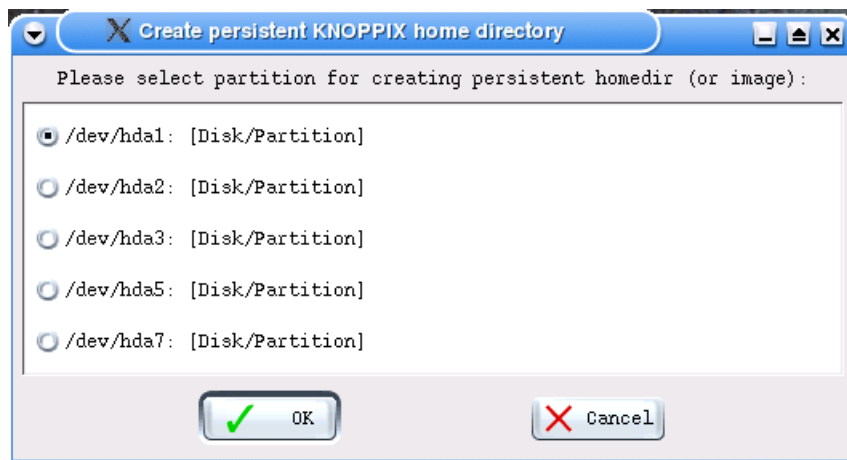 Create persistent KNOPPIX home directory
Please select partition for creating persistent homedir (or image):
/dev/hda1: [Disk/Partition]
/dev/hda2: [Disk/Partition]
/dev/hda3: [Disk/Partition]
/dev/hda5: [Disk/Partition]
/dev/hda7: [Disk/Partition]
OK Cancel